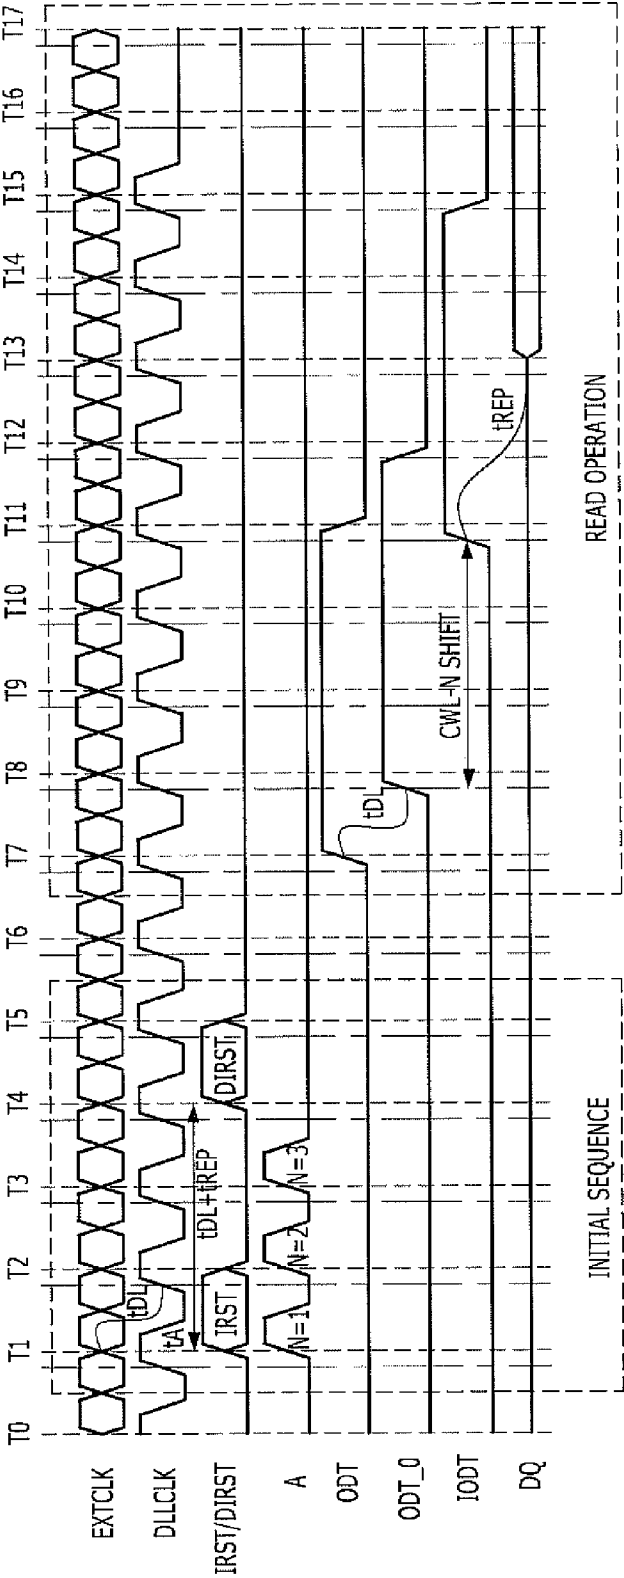 T0 T1 T2 T3 T4 T5 T6 T7 T8 T9 T10 T11 T12 T13 T14 T15 T16 T17
EXTCLK
tDL
DLLCLK
tA
tDL+tREP
IRST/DIRST
IRST DIRST
A
N=1 N=2 N=3
ODT
tDL
ODT_0
CWL-N SHIFT
IODT
tREP
DQ
INITIAL SEQUENCE
READ OPERATION